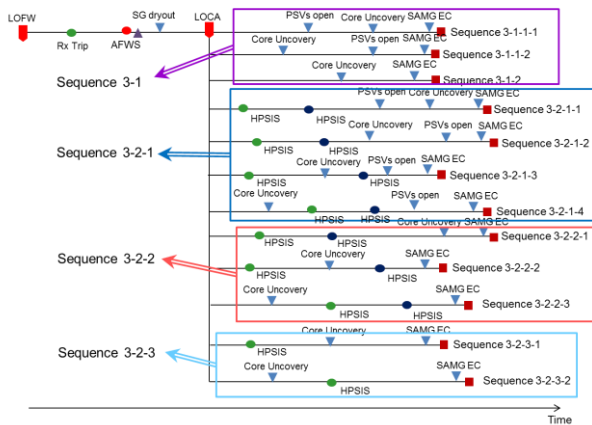 LOFW
SG dryout
LOCA
PSVs open Core Uncovery SAMG EC
Rx Trip AFWS
Sequence 3-1-1-1
Core Uncovery PSVs open SAMG EC
Sequence 3-1-1-2
Core Uncovery SAMG EC
Sequence 3-1-2
Sequence 3-1
PSVs open Core Uncovery SAMG EC
Sequence 3-2-1-1
HPSIS HPSIS
Core Uncovery SAMG EC
PSVs open
Sequence 3-2-1-2
HPSIS HPSIS
Sequence 3-2-1
Core Uncovery PSVs open SAMG EC
Sequence 3-2-1-3
HPSIS HPSIS
Core Uncovery PSVs open SAMG EC
Sequence 3-2-1-4
HPSIS HPSIS
Core Uncovery SAMG EC
Sequence 3-2-2-1
HPSIS HPSIS
Sequence 3-2-2
Core Uncovery SAMG EC
Sequence 3-2-2-2
HPSIS HPSIS
Core Uncovery SAMG EC
Sequence 3-2-2-3
HPSIS HPSIS
Core Uncovery SAMG EC
Sequence 3-2-3-1
HPSIS
Sequence 3-2-3
Core Uncovery SAMG EC
Sequence 3-2-3-2
HPSIS
Time